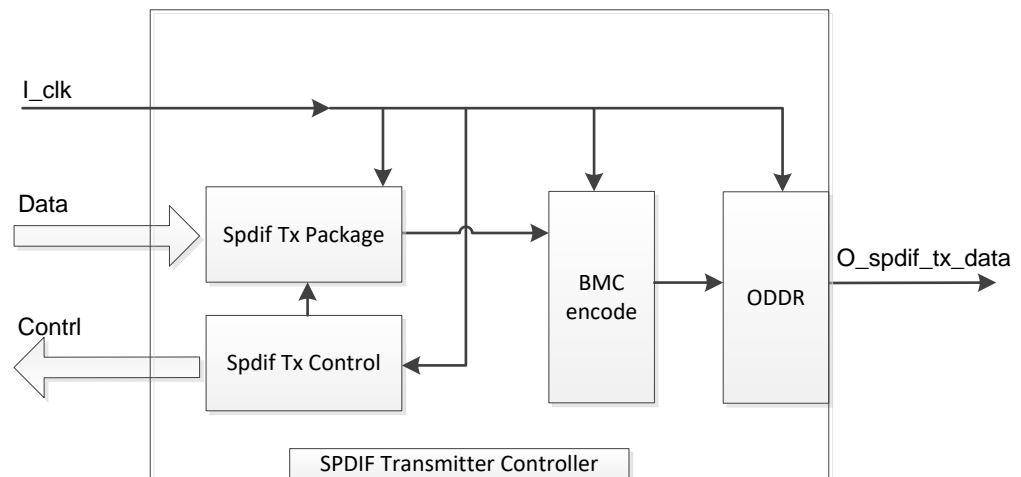 I_clk
Data
Spdif Tx Package
O_spdif_tx_data
BMC
encode
ODDR
Contrl
Spdif Tx Control
SPDIF Transmitter Controller